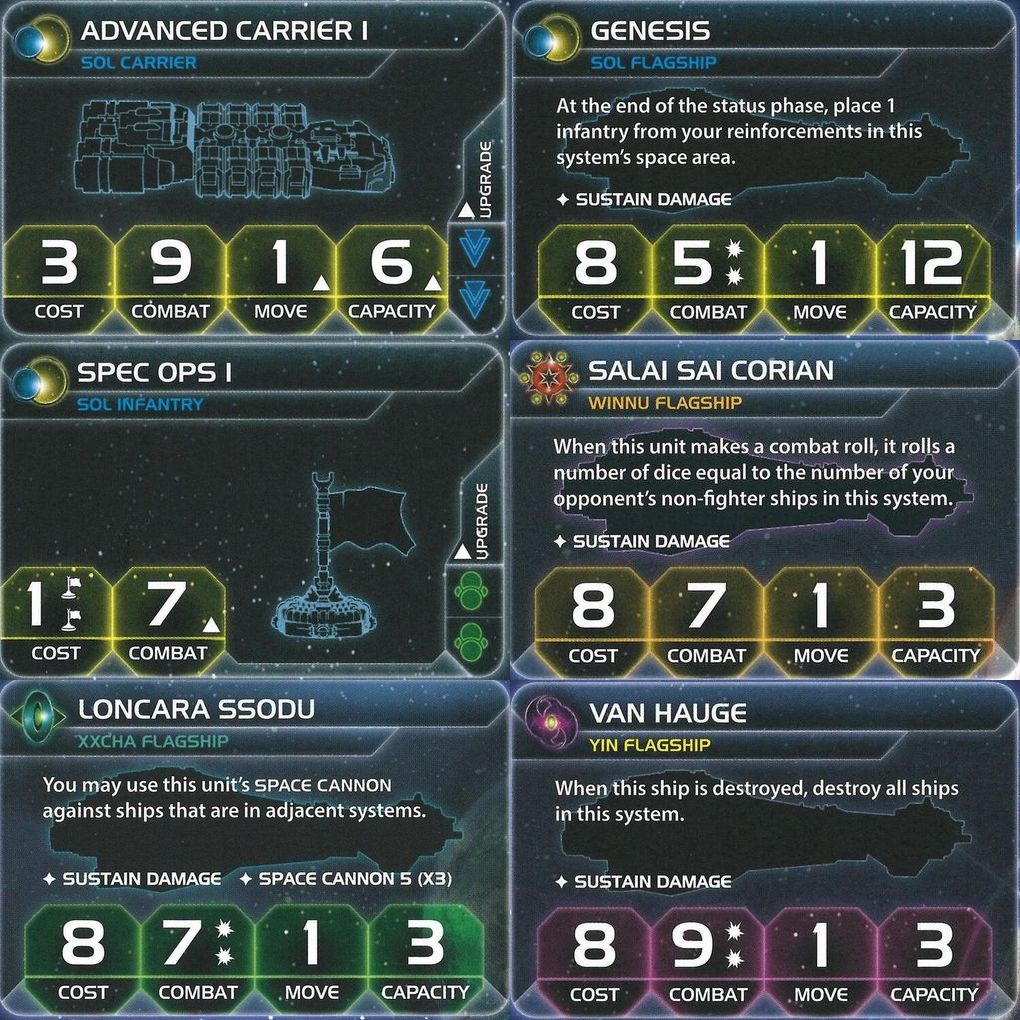 ADVANCED CARRIER I
SOL CARRIER
UPGRADE
3 9 1 6
COST COMBAT MOVE CAPACITY
GENESIS
SOL FLAGSHIP
At the end of the status phase, place 1
infantry from your reinforcements in this
system's space area.
SUSTAIN DAMAGE
8 5 1 12
COST COMBAT MOVE CAPACITY
SPEC OPS I
SOL INFANTRY
UPGRADE
1 7
COST COMBAT
SALAI SAI CORIAN
WINNU FLAGSHIP
When this unit makes a combat roll, it rolls a
number of dice equal to the number of your
opponent's non-fighter ships in this system.
SUSTAIN DAMAGE
8 7 1 3
COST COMBAT MOVE CAPACITY
LONCARA SSODU
XXCHA FLAGSHIP
You may use this unit's SPACE CANNON
against ships that are in adjacent systems.
SUSTAIN DAMAGE SPACE CANNON 5 (X3)
8 7 1 3
COST COMBAT MOVE CAPACITY
VAN HAUGE
YIN FLAGSHIP
When this ship is destroyed, destroy all ships
in this system.
SUSTAIN DAMAGE
8 9 1 3
COST COMBAT MOVE CAPACITY